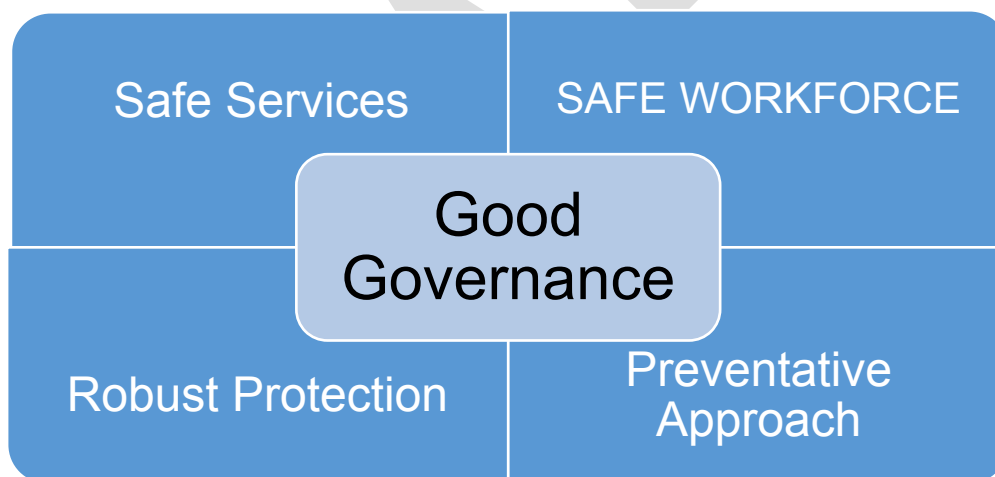 Safe Services
SAFE WORKFORCE
Good
Governance
Robust Protection
Preventative
Approach